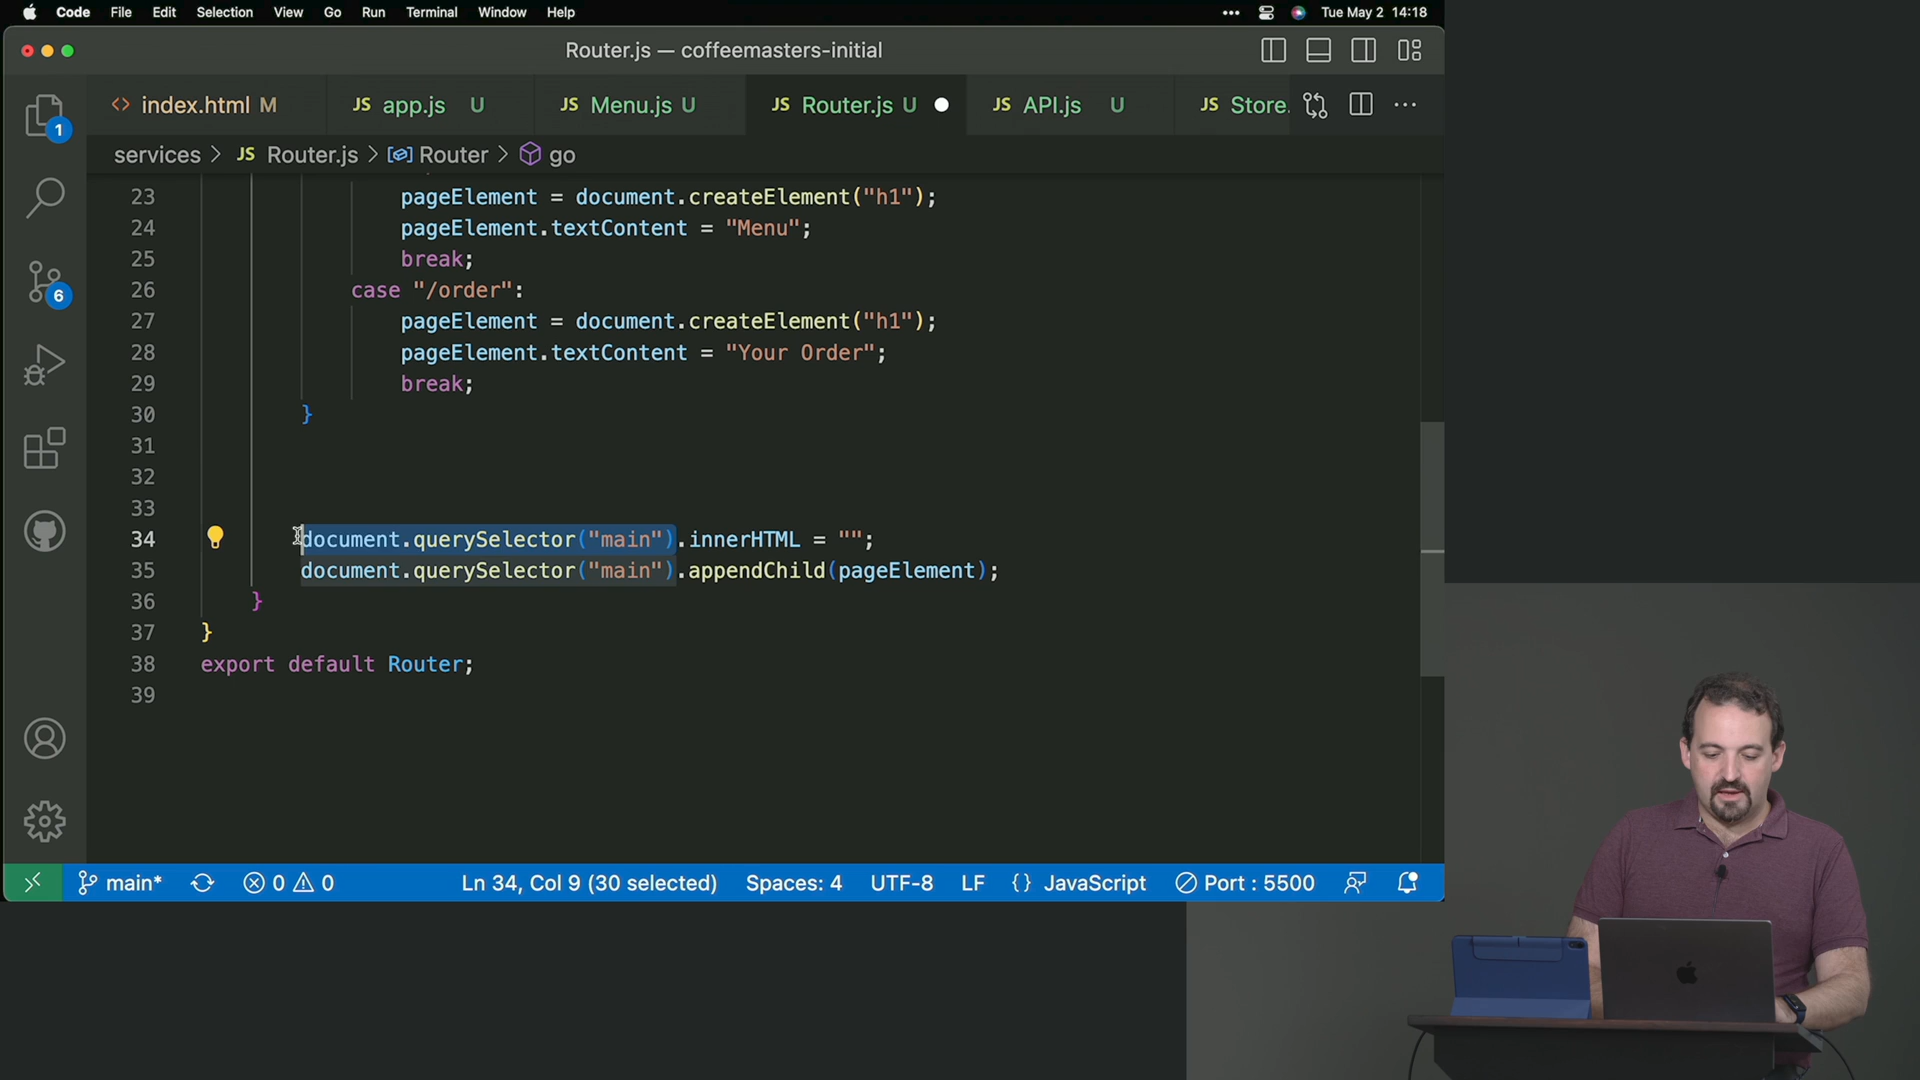 Code File Edit Selection View Go Run Terminal Window Help ••• Tue May 2 14:18
Router.js — coffeemasters-initial
<> index.html M JS app.js U JS Menu.js U JS Router.js U JS API.js U JS Store. ···
services > JS Router.js > Router > go
1
6
23 pageElement = document.createElement("h1");
24 pageElement.textContent = "Menu";
25 break;
26 case "/order":
27 pageElement = document.createElement("h1");
28 pageElement.textContent = "Your Order";
29 break;
30 }
31
32
33
34 document.querySelector("main").innerHTML = "";
35 document.querySelector("main").appendChild(pageElement);
36 }
37 }
38 export default Router;
39
main* 0 0 Ln 34, Col 9 (30 selected) Spaces: 4 UTF-8 LF {} JavaScript Port : 5500